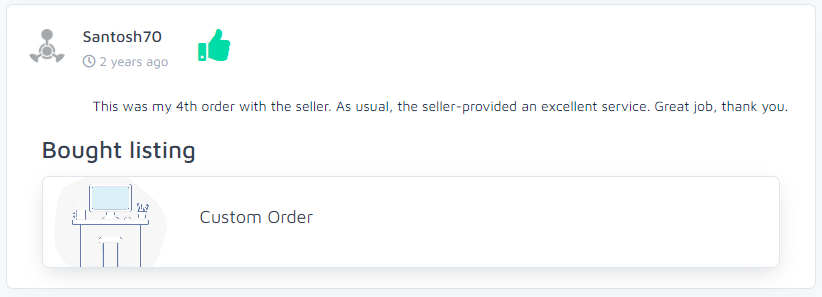 Santosh70
2 years ago
This was my 4th order with the seller. As usual, the seller-provided an excellent service. Great job, thank you.
Bought listing
Custom Order